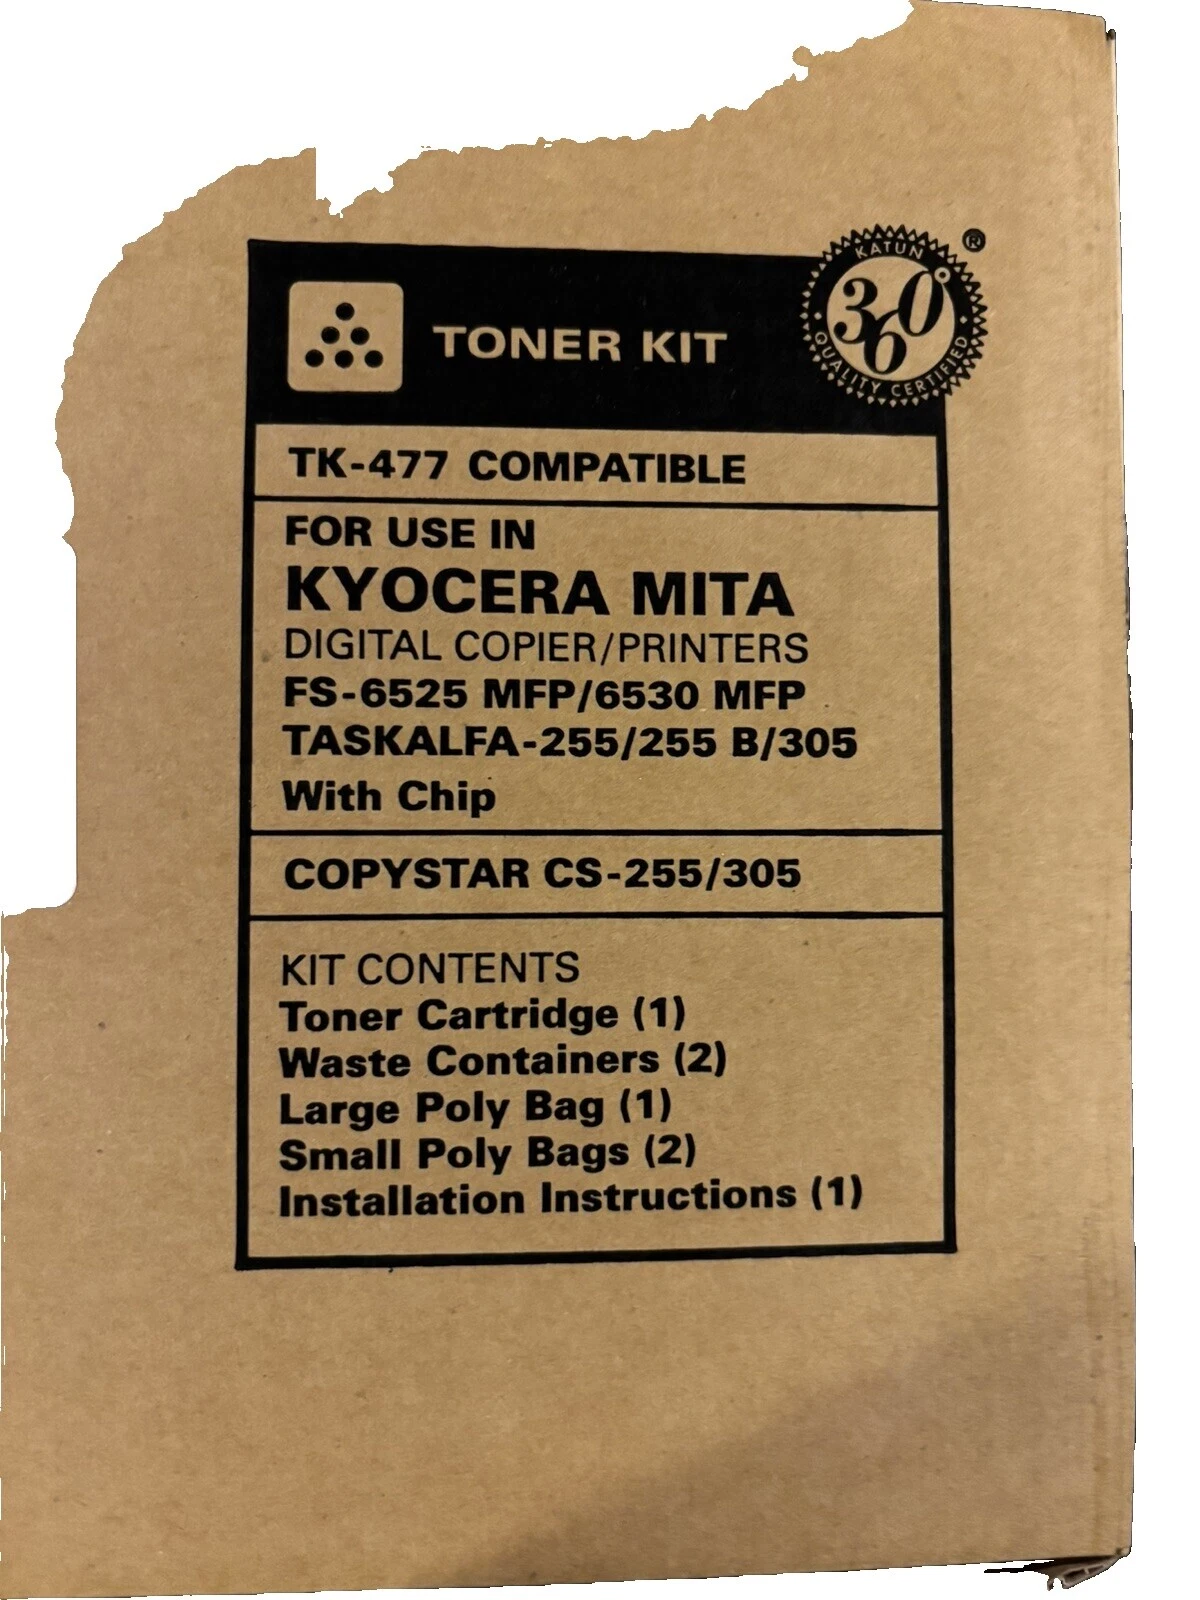 KATUN
360°
QUALITY CERTIFIED
®
TONER KIT
TK-477 COMPATIBLE
FOR USE IN
KYOCERA MITA
DIGITAL COPIER/PRINTERS
FS-6525 MFP/6530 MFP
TASKALFA-255/255 B/305
With Chip
COPYSTAR CS-255/305
KIT CONTENTS
Toner Cartridge (1)
Waste Containers (2)
Large Poly Bag (1)
Small Poly Bags (2)
Installation Instructions (1)